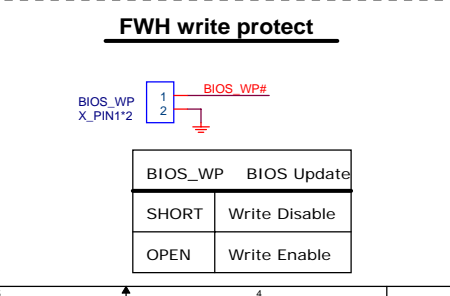 FWH write protect
BIOS_WP#
BIOS_WP
X_PIN1*2
1
2
BIOS_WP BIOS Update
SHORT Write Disable
OPEN Write Enable
4